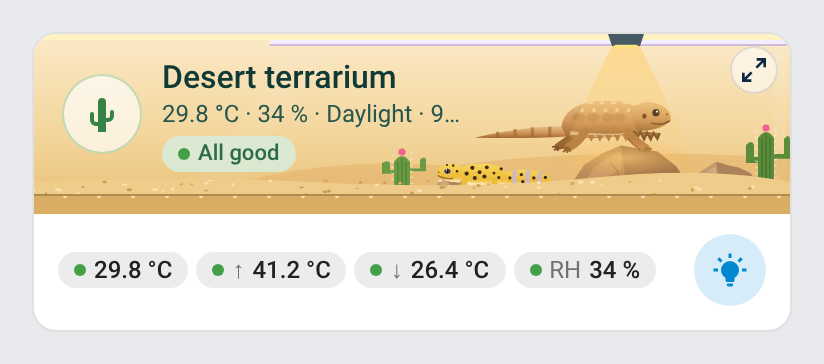 Desert terrarium
29.8 °C · 34 % · Daylight · 9…
All good
29.8 °C
↑ 41.2 °C
↓ 26.4 °C
RH 34 %